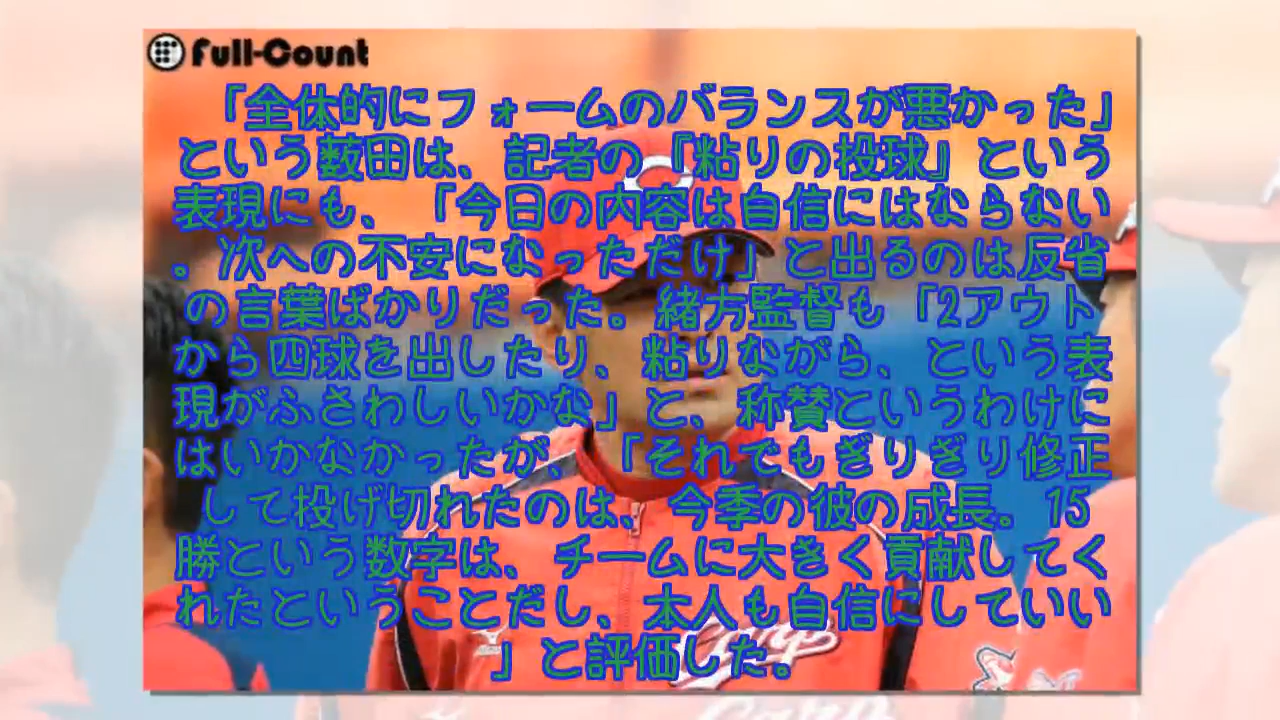 Full-Count
「全体的にフォームのバランスが悪かった」
という薮田は、記者の『粘りの投球』という
表現にも、「今日の内容は自信にはならない
。次への不安になっただけ」と出るのは反省
の言葉ばかりだった。緒方監督も「2アウト
から四球を出したり、粘りながら、という表
現がふさわしいかな」と、称賛というわけに
はいかなかったが、「それでもぎりぎり修正
して投げ切れたのは、今季の彼の成長。15
勝という数字は、チームに大きく貢献してく
れたということだし、本人も自信にしていい
」と評価した。
Carp